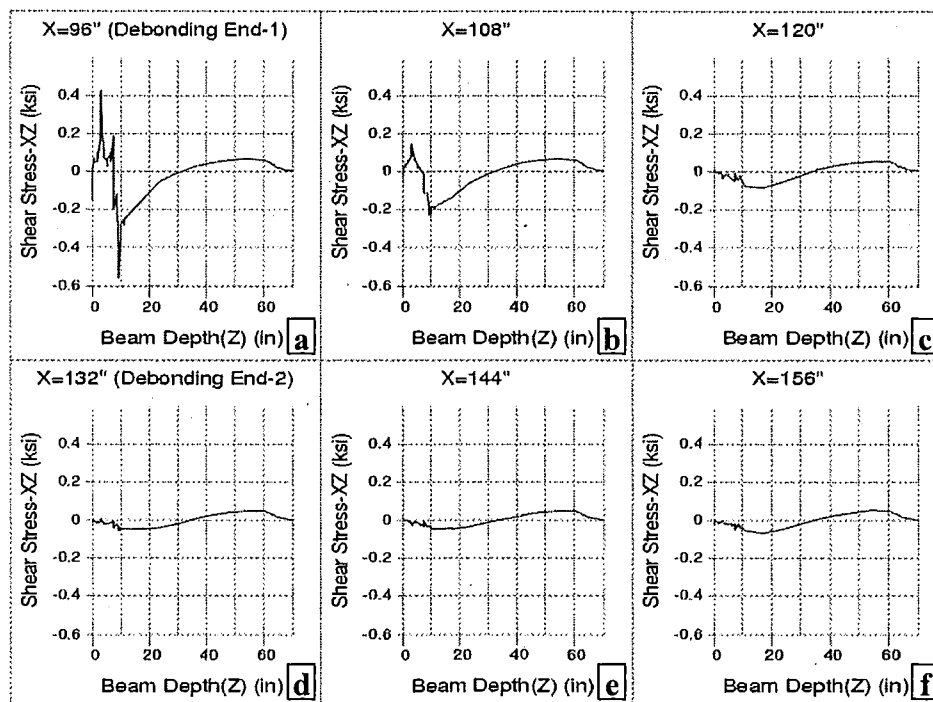 X=96" (Debonding End-1)
Shear Stress-XZ (ksi)
0.4
0.2
0
-0.2
-0.4
-0.6
0 20 40 60
Beam Depth(Z) (in)
a
X=108"
Shear Stress-XZ (ksi)
0.4
0.2
0
-0.2
-0.4
-0.6
0 20 40 60
Beam Depth(Z) (in)
b
X=120"
Shear Stress-XZ (ksi)
0.4
0.2
0
-0.2
-0.4
-0.6
0 20 40 60
Beam Depth(Z) (in)
c
X=132" (Debonding End-2)
Shear Stress-XZ (ksi)
0.4
0.2
0
-0.2
-0.4
-0.6
0 20 40 60
Beam Depth(Z) (in)
d
X=144"
Shear Stress-XZ (ksi)
0.4
0.2
0
-0.2
-0.4
-0.6
0 20 40 60
Beam Depth(Z) (in)
e
X=156"
Shear Stress-XZ (ksi)
0.4
0.2
0
-0.2
-0.4
-0.6
0 20 40 60
Beam Depth(Z) (in)
f